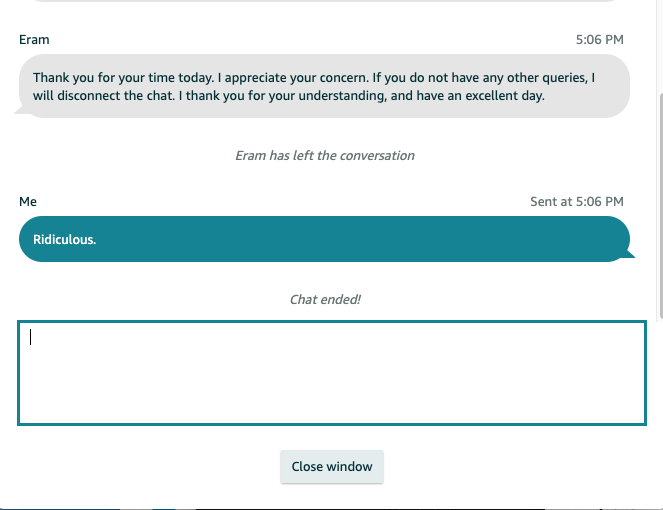 Eram 5:06 PM
Thank you for your time today. I appreciate your concern. If you do not have any other queries, I
will disconnect the chat. I thank you for your understanding, and have an excellent day.
Eram has left the conversation
Me Sent at 5:06 PM
Ridiculous.
Chat ended!
Close window